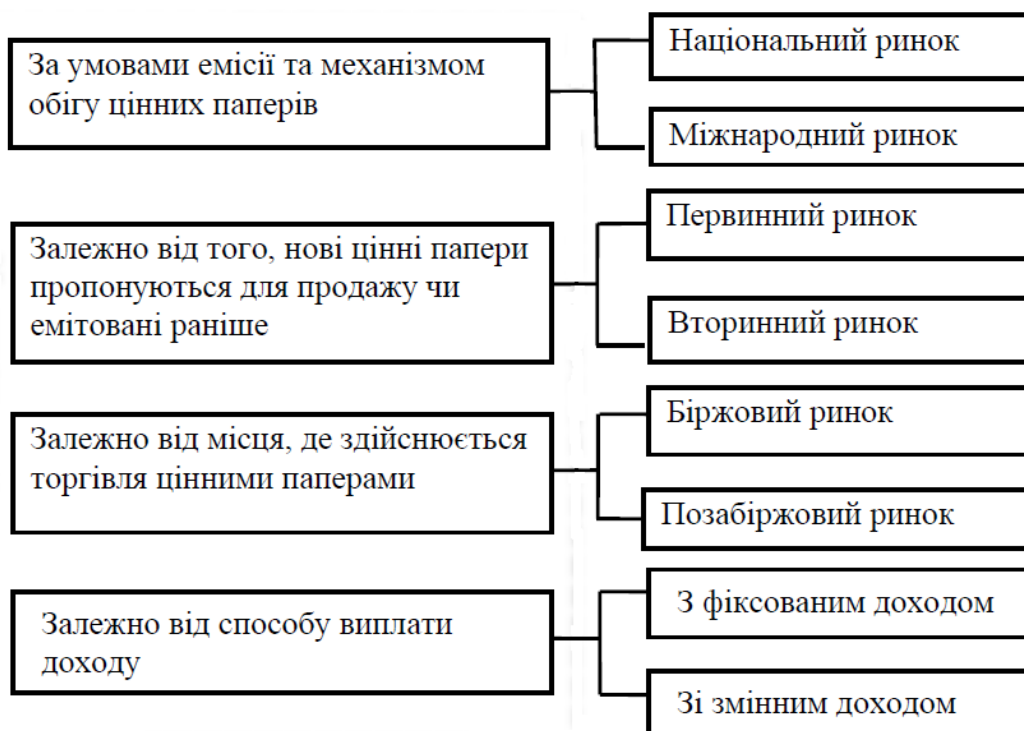 За умовами емісії та механізмом
обігу цінних паперів
Національний ринок
Міжнародний ринок
Залежно від того, нові цінні папери
пропонуються для продажу чи
емітовані раніше
Первинний ринок
Вторинний ринок
Залежно від місця, де здійснюється
торгівля цінними паперами
Біржовий ринок
Позабіржовий ринок
Залежно від способу виплати
доходу
З фіксованим доходом
Зі змінним доходом